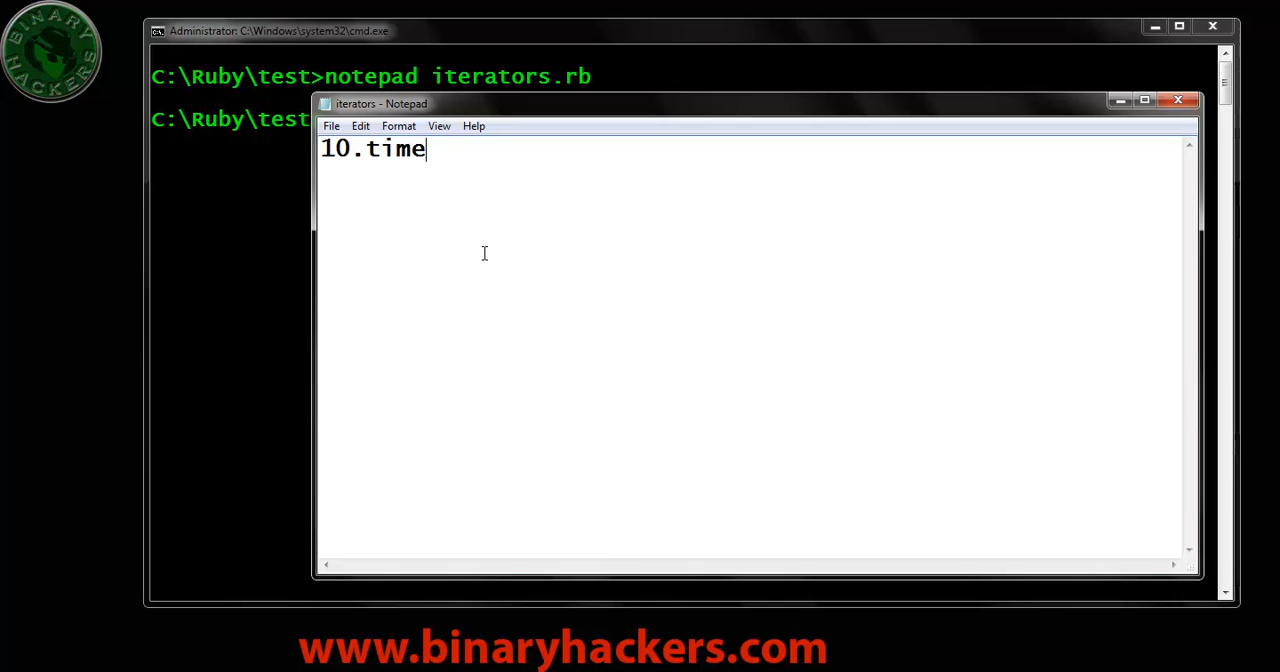 BINARY
HACKERS
Administrator: C:\Windows\system32\cmd.exe
C:\Ruby\test>notepad iterators.rb
iterators - Notepad
C:\Ruby\test
File Edit Format View Help
10.time
www.binaryhackers.com